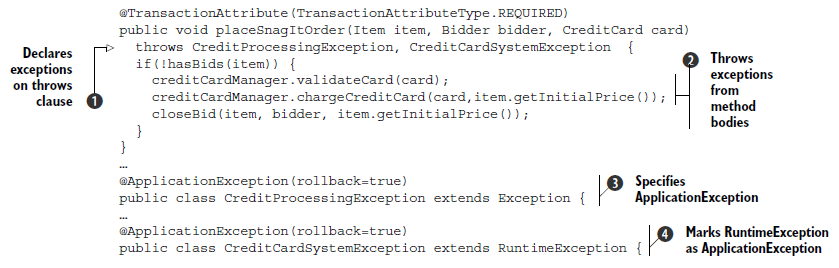 @TransactionAttribute(TransactionAttributeType.REQUIRED)
public void placeSnagItOrder(Item item, Bidder bidder, CreditCard card)
throws CreditProcessingException, CreditCardSystemException {
if(!hasBids(item)) {
creditCardManager.validateCard(card);
creditCardManager.chargeCreditCard(card,item.getInitialPrice());
closeBid(item, bidder, item.getInitialPrice());
}
}
…
@ApplicationException(rollback=true)
public class CreditProcessingException extends Exception {
…
@ApplicationException(rollback=true)
public class CreditCardSystemException extends RuntimeException {
Declares
exceptions
on throws
clause 1
2 Throws
exceptions
from
method
bodies
3 Specifies
ApplicationException
4 Marks RuntimeException
as ApplicationException